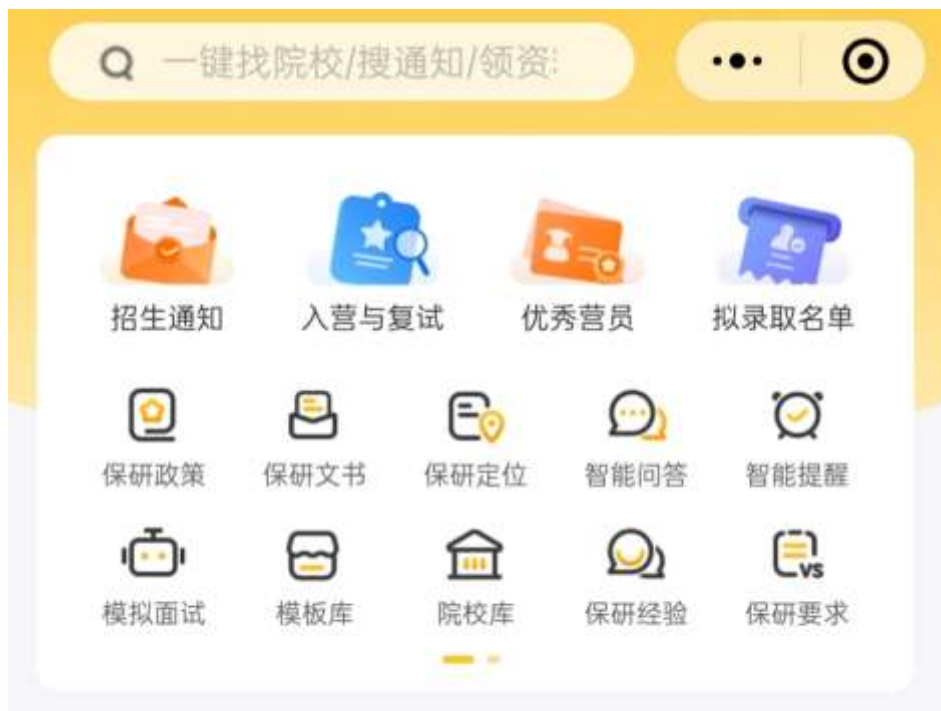 一键找院校/搜通知/领资
招生通知 入营与复试 优秀营员 拟录取名单
保研政策 保研文书 保研定位 智能问答 智能提醒
VS
模拟面试 模板库 院校库 保研经验 保研要求